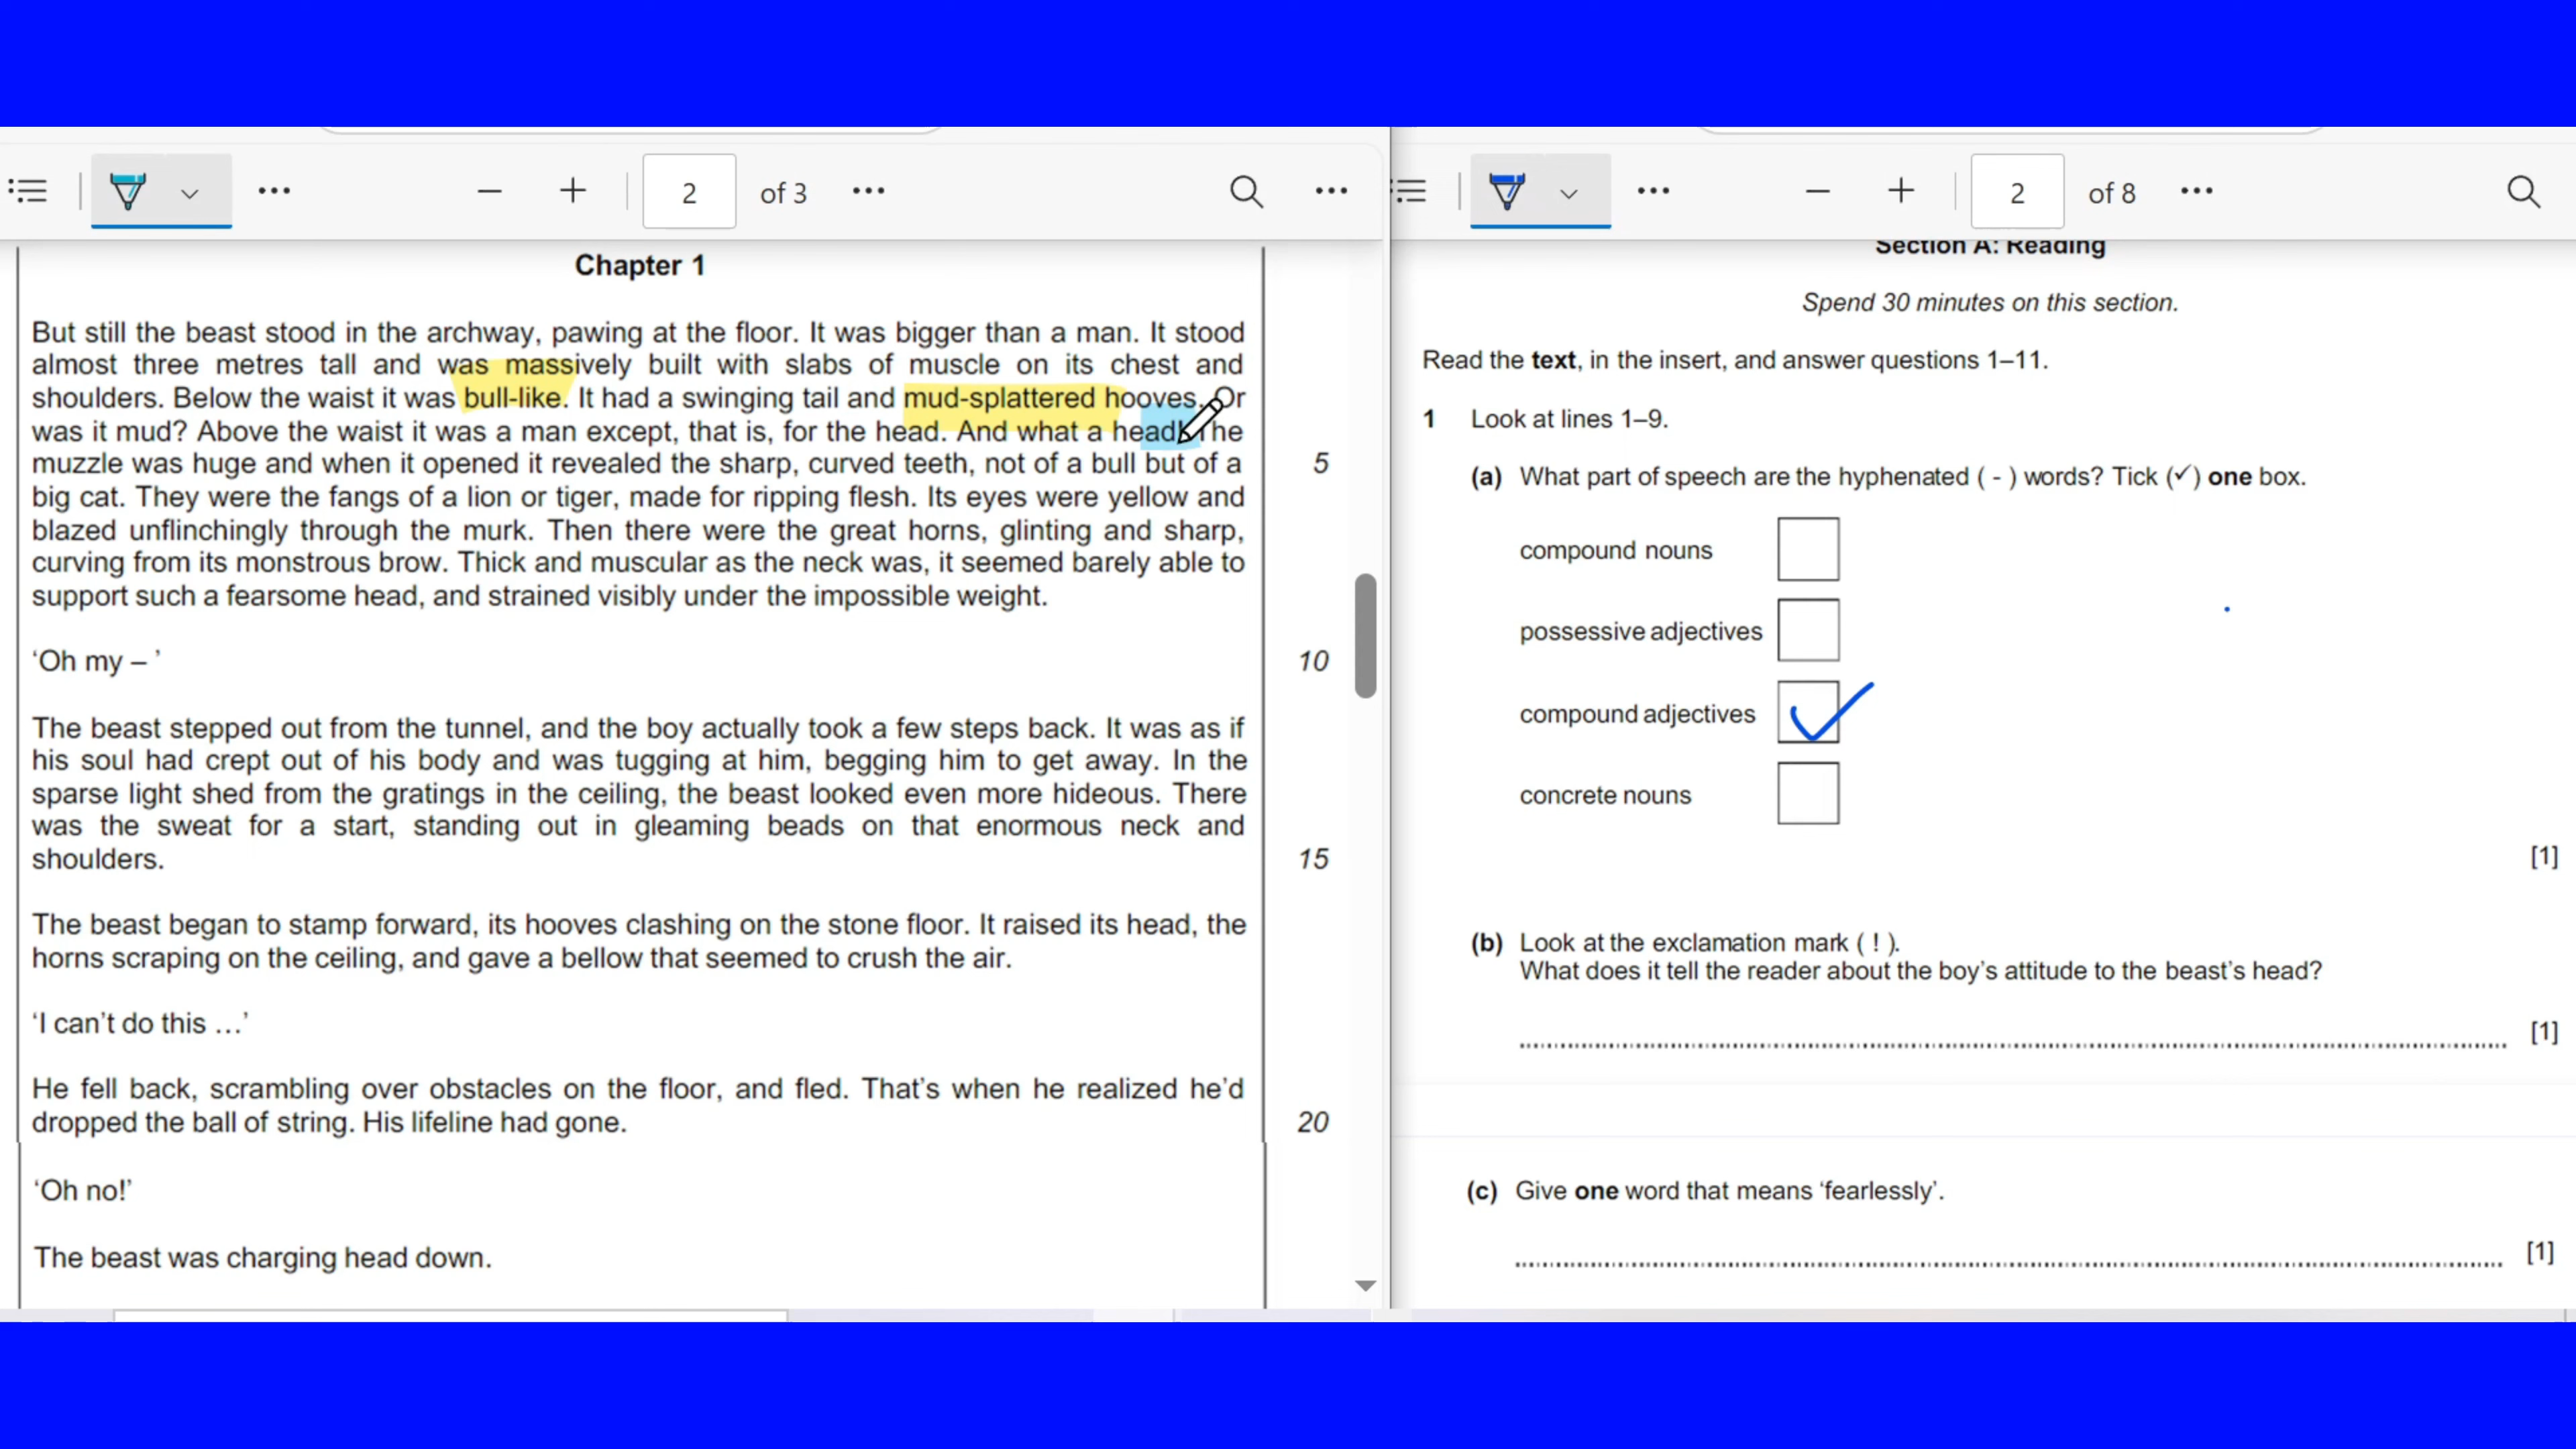 2 of 3
Chapter 1
But still the beast stood in the archway, pawing at the floor. It was bigger than a man. It stood
almost three metres tall and was massively built with slabs of muscle on its chest and
shoulders. Below the waist it was bull-like. It had a swinging tail and mud-splattered hooves. Or
was it mud? Above the waist it was a man except, that is, for the head. And what a head! The
muzzle was huge and when it opened it revealed the sharp, curved teeth, not of a bull but of a
5
big cat. They were the fangs of a lion or tiger, made for ripping flesh. Its eyes were yellow and
blazed unflinchingly through the murk. Then there were the great horns, glinting and sharp,
curving from its monstrous brow. Thick and muscular as the neck was, it seemed barely able to
support such a fearsome head, and strained visibly under the impossible weight.
‘Oh my – ’
10
The beast stepped out from the tunnel, and the boy actually took a few steps back. It was as if
his soul had crept out of his body and was tugging at him, begging him to get away. In the
sparse light shed from the gratings in the ceiling, the beast looked even more hideous. There
was the sweat for a start, standing out in gleaming beads on that enormous neck and
shoulders.
15
The beast began to stamp forward, its hooves clashing on the stone floor. It raised its head, the
horns scraping on the ceiling, and gave a bellow that seemed to crush the air.
‘I can’t do this …’
He fell back, scrambling over obstacles on the floor, and fled. That’s when he realized he’d
dropped the ball of string. His lifeline had gone.
20
‘Oh no!’
The beast was charging head down.
2 of 8
Section A: Reading
Spend 30 minutes on this section.
Read the text, in the insert, and answer questions 1–11.
1 Look at lines 1–9.
(a) What part of speech are the hyphenated ( - ) words? Tick (✓) one box.
compound nouns
possessive adjectives
compound adjectives
concrete nouns
[1]
(b) Look at the exclamation mark ( ! ).
What does it tell the reader about the boy’s attitude to the beast’s head?
[1]
(c) Give one word that means ‘fearlessly’.
[1]